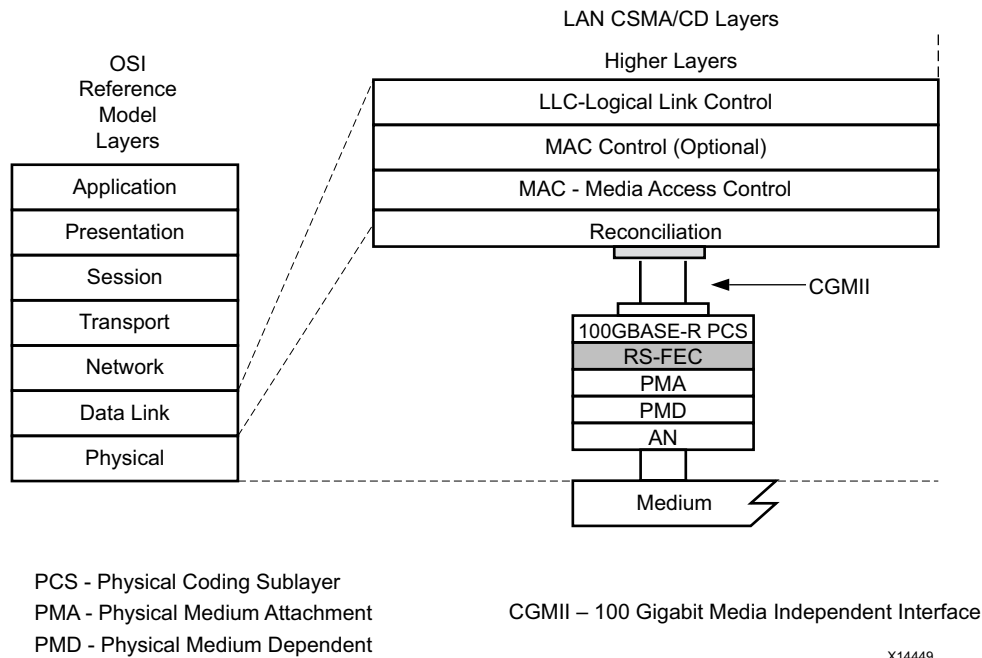 LAN CSMA/CD Layers
OSI
Reference
Model
Layers
Higher Layers
LLC-Logical Link Control
MAC Control (Optional)
MAC - Media Access Control
Reconciliation
Application
Presentation
Session
Transport
Network
Data Link
Physical
CGMII
100GBASE-R PCS
RS-FEC
PMA
PMD
AN
Medium
PCS - Physical Coding Sublayer
PMA - Physical Medium Attachment
PMD - Physical Medium Dependent
CGMII – 100 Gigabit Media Independent Interface
X14449